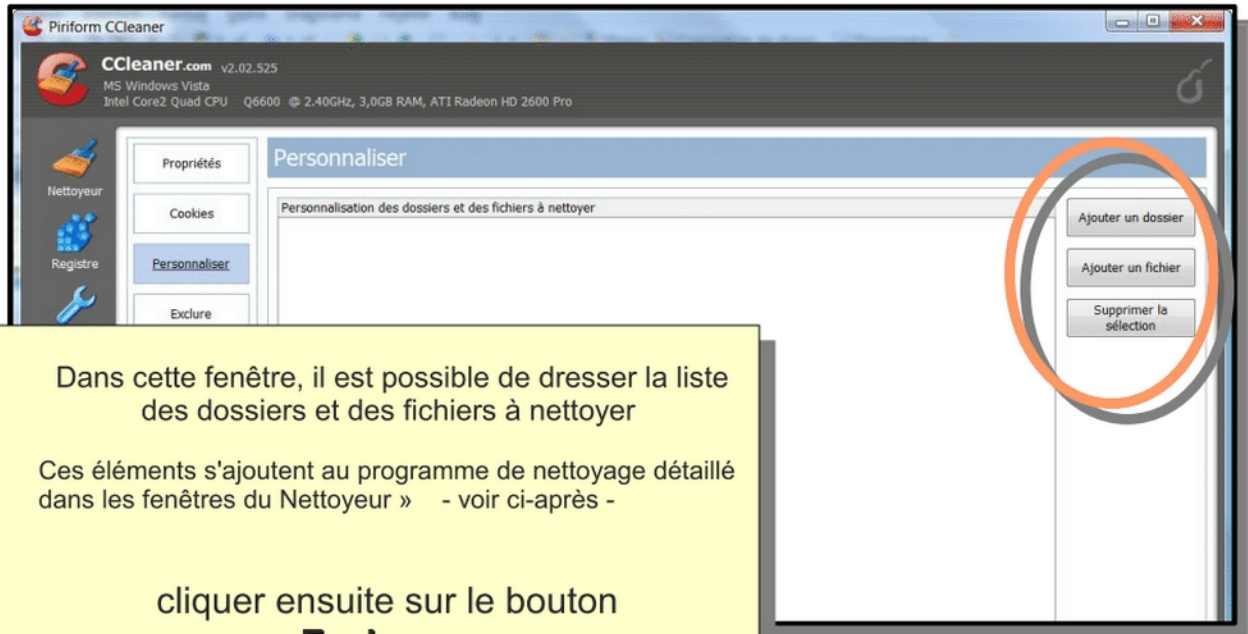 Piriform CCleaner
CCleaner.com v2.02.525
MS Windows Vista
Intel Core2 Quad CPU Q6600 @ 2.40GHz, 3,0GB RAM, ATI Radeon HD 2600 Pro
Nettoyeur
Registre
Propriétés
Cookies
Personnaliser
Exclure
Personnaliser
Personnalisation des dossiers et des fichiers à nettoyer
Ajouter un dossier
Ajouter un fichier
Supprimer la
sélection
Dans cette fenêtre, il est possible de dresser la liste
des dossiers et des fichiers à nettoyer
Ces éléments s'ajoutent au programme de nettoyage détaillé
dans les fenêtres du Nettoyeur » - voir ci-après -
cliquer ensuite sur le bouton